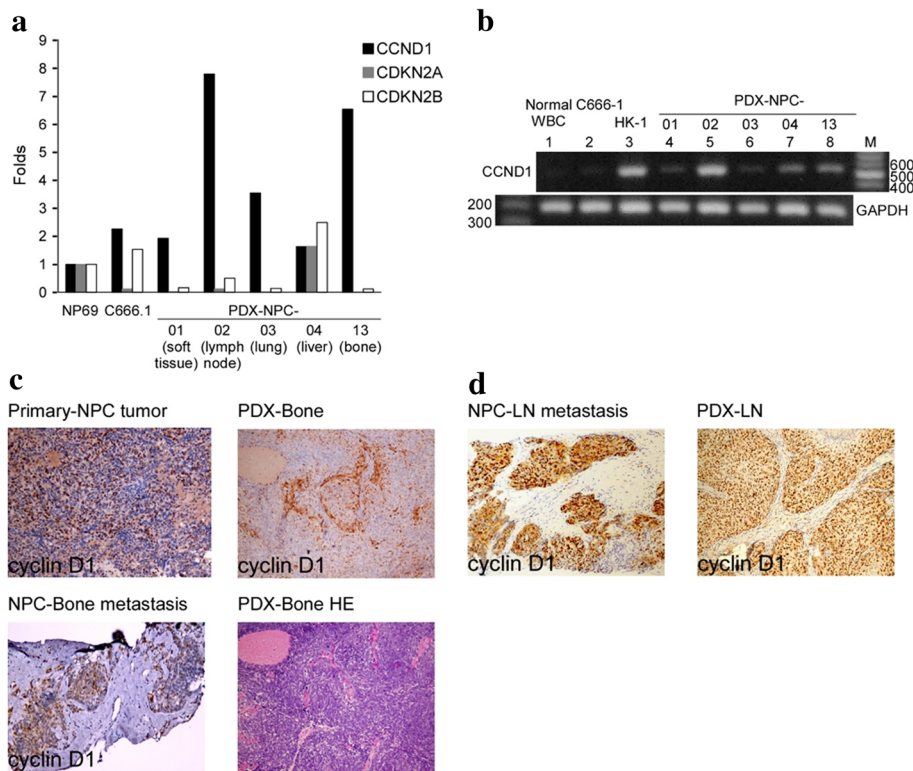 a
9
8
7
6
5
4
3
2
1
0
Folds
CCND1
CDKN2A
CDKN2B
NP69 C666.1 PDX-NPC-
01 02 03 04 13
(soft (lymph (lung) (liver) (bone)
tissue) node)
b
Normal C666-1 PDX-NPC-
WBC HK-1 01 02 03 04 13
1 2 3 4 5 6 7 8 M
CCND1
600
500
400
200
300
GAPDH
c
Primary-NPC tumor PDX-Bone
cyclin D1 cyclin D1
NPC-Bone metastasis PDX-Bone HE
cyclin D1
d
NPC-LN metastasis PDX-LN
cyclin D1 cyclin D1